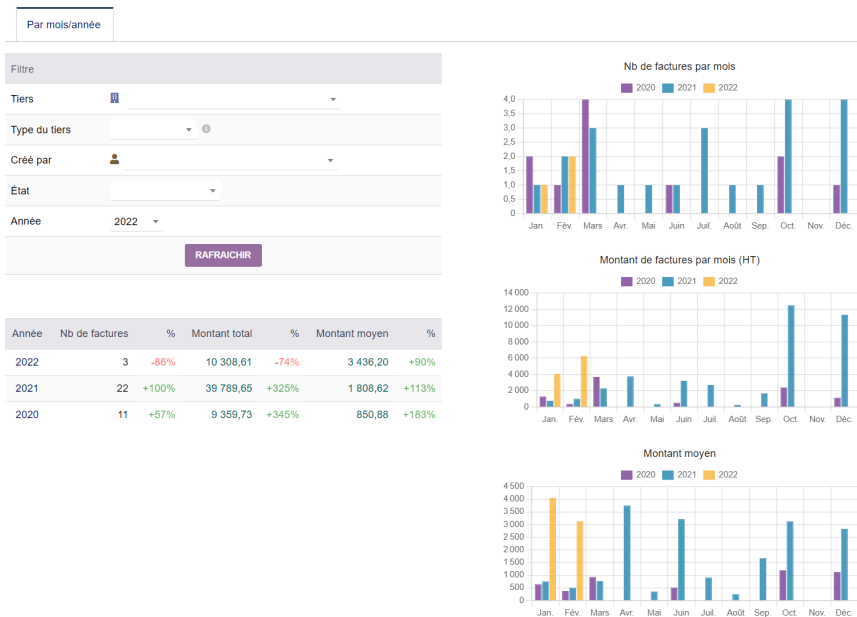 Par mois/année
Filtre
Tiers
Type du tiers
Créé par
État
Année 2022
RAFRAICHIR
Année Nb de factures % Montant total % Montant moyen %
2022 3 -86% 10 308,61 -74% 3 436,20 +90%
2021 22 +100% 39 789,65 +325% 1 808,62 +113%
2020 11 +57% 9 359,73 +345% 850,88 +183%
Nb de factures par mois
2020 2021 2022
4,0
3,5
3,0
2,5
2,0
1,5
1,0
0,5
0
Jan. Fév. Mars Avr. Mai Juin Juil. Août Sep. Oct. Nov. Déc.
Montant de factures par mois (HT)
2020 2021 2022
14 000
12 000
10 000
8 000
6 000
4 000
2 000
0
Jan. Fév. Mars Avr. Mai Juin Juil. Août Sep. Oct. Nov. Déc.
Montant moyen
2020 2021 2022
4 500
4 000
3 500
3 000
2 500
2 000
1 500
1 000
500
0
Jan. Fév. Mars Avr. Mai Juin Juil. Août Sep. Oct. Nov. Déc.